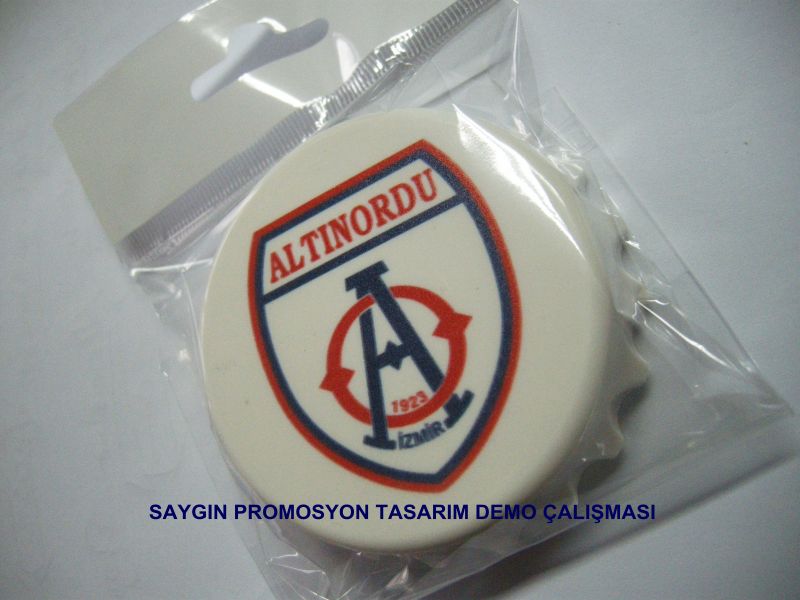 ALTINORDU
1923
İZMİR
SAYGIN PROMOSYON TASARIM DEMO ÇALIŞMASI